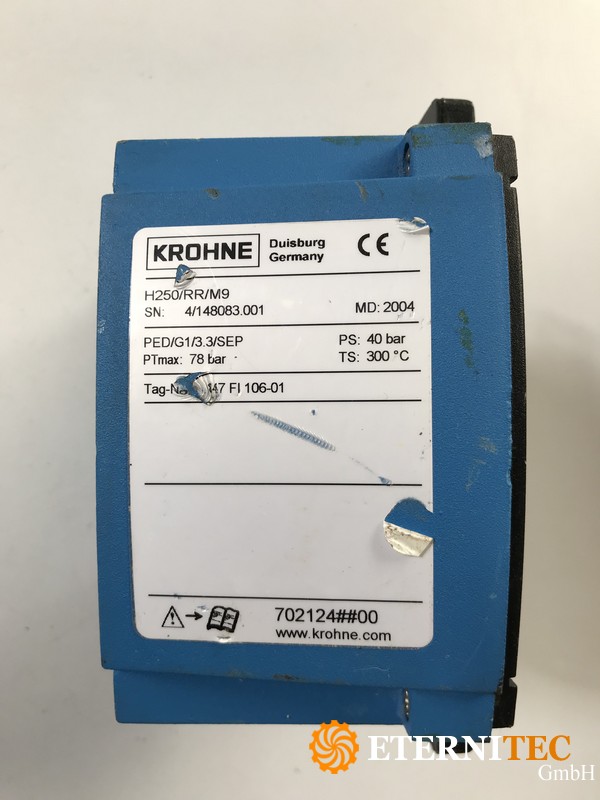 KROHNE Duisburg
Germany
CE
H250/RR/M9
SN: 4/148083.001 MD: 2004
PED/G1/3.3/SEP PS: 40 bar
PTmax: 78 bar TS: 300 °C
FI 106-01
702124##00
www.krohne.com
ETERNITEC
GmbH